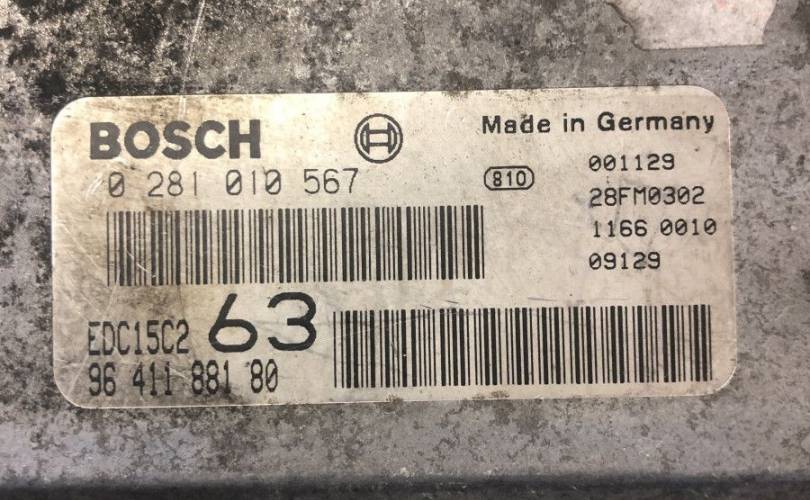 BOSCH
Made in Germany
0 281 010 567
810
001129
28FM0302
1166 0010
09129
EDC15C2 63
96 411 881 80